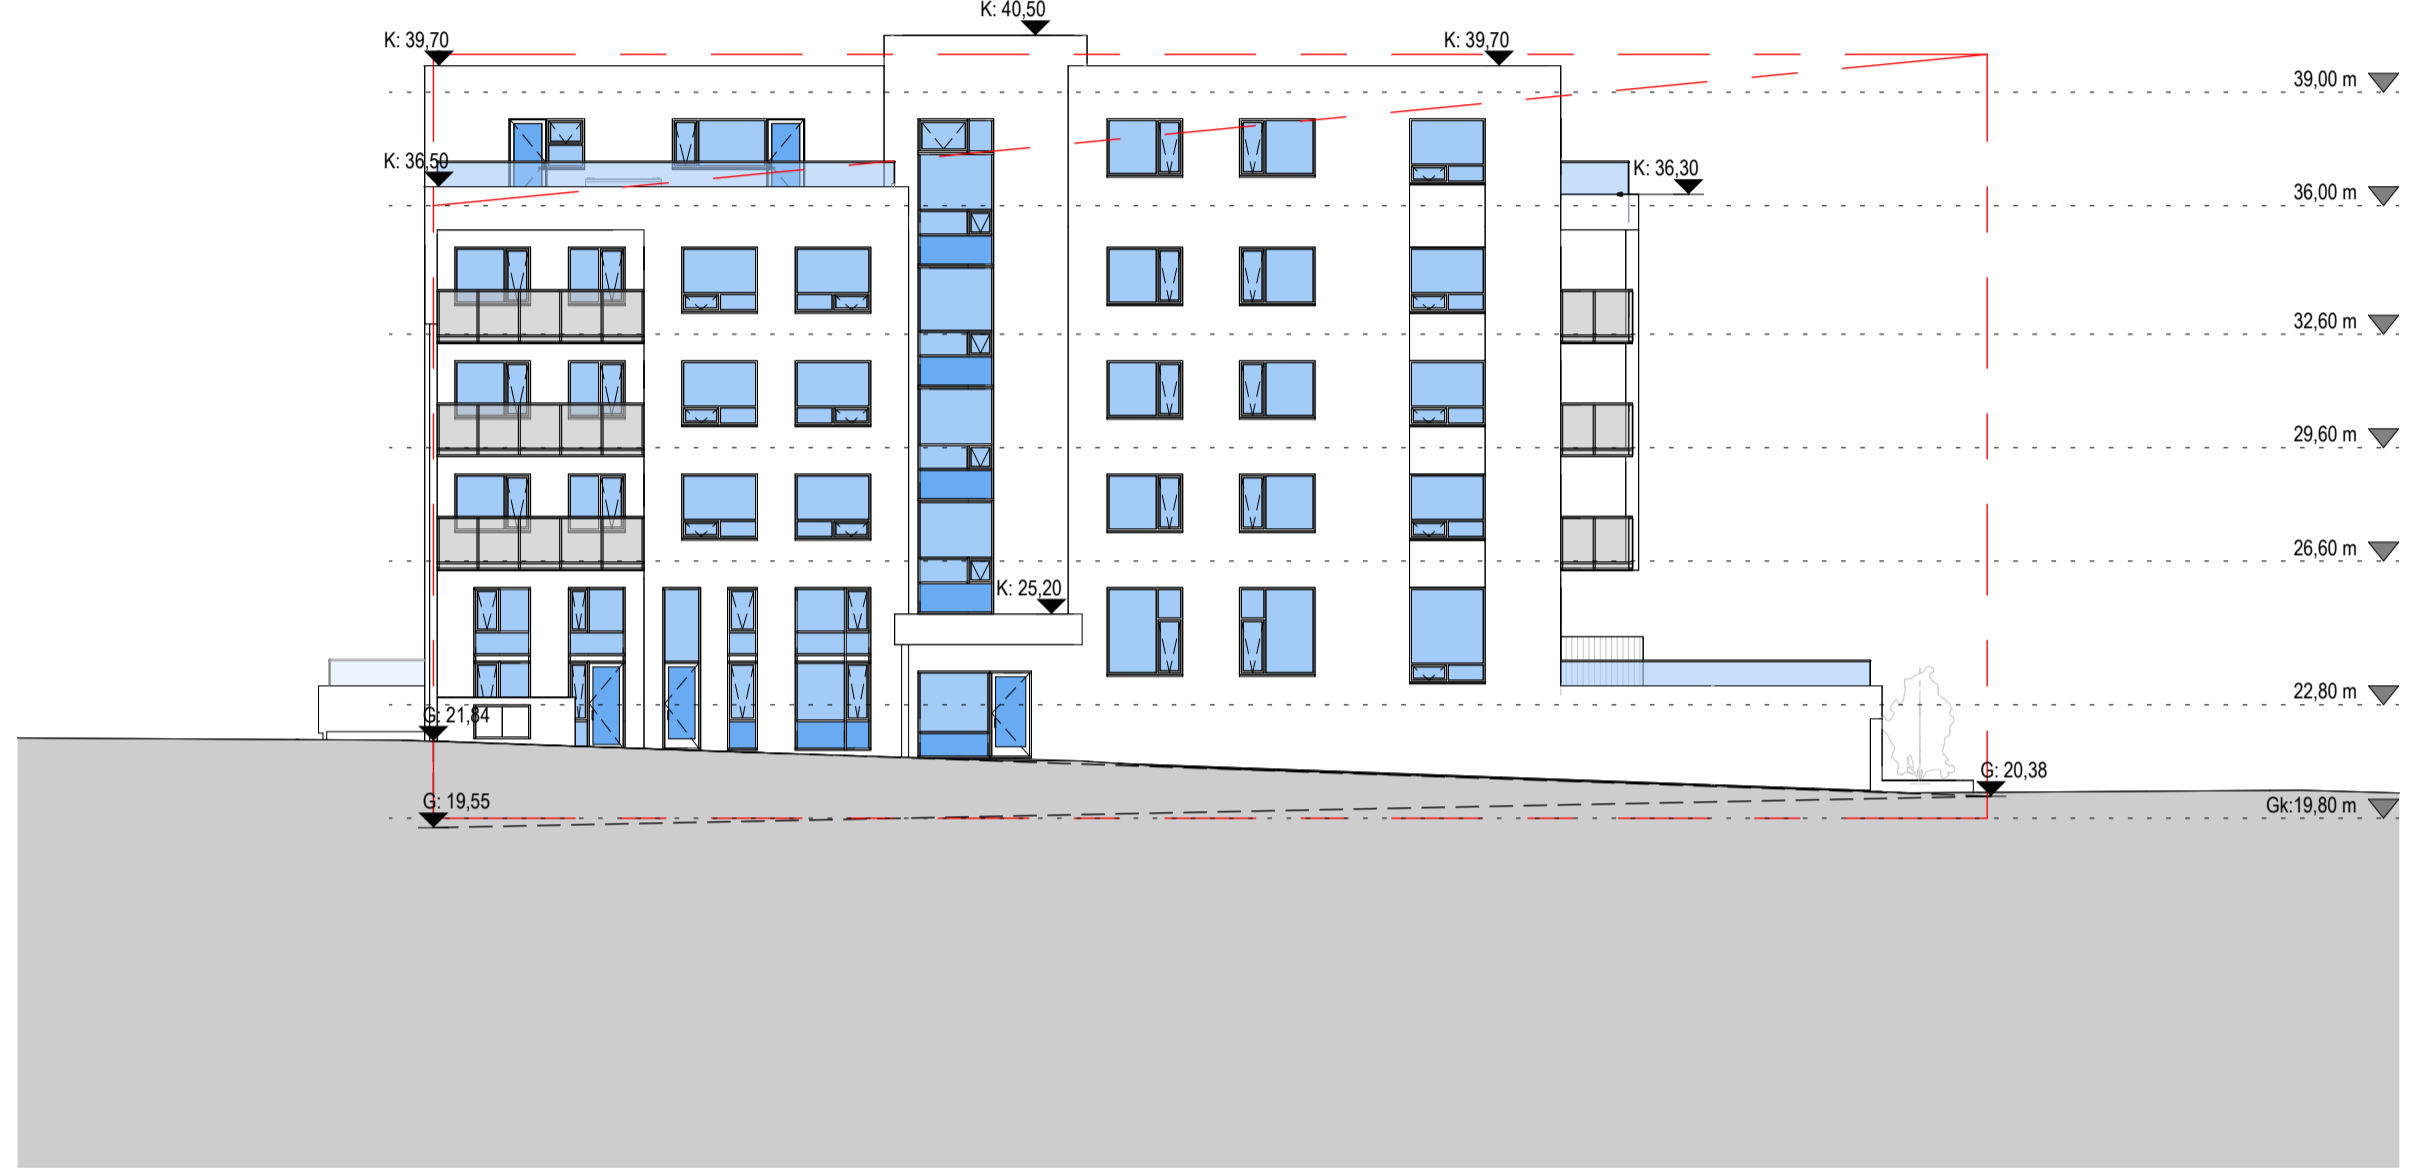 K: 40,50
K: 39,70
K: 39,70
39,00 m
K: 36,50
K: 36,30
36,00 m
32,60 m
29,60 m
26,60 m
K: 25,20
22,80 m
G: 21,84
G: 20,38
G: 19,55
Gk:19,80 m